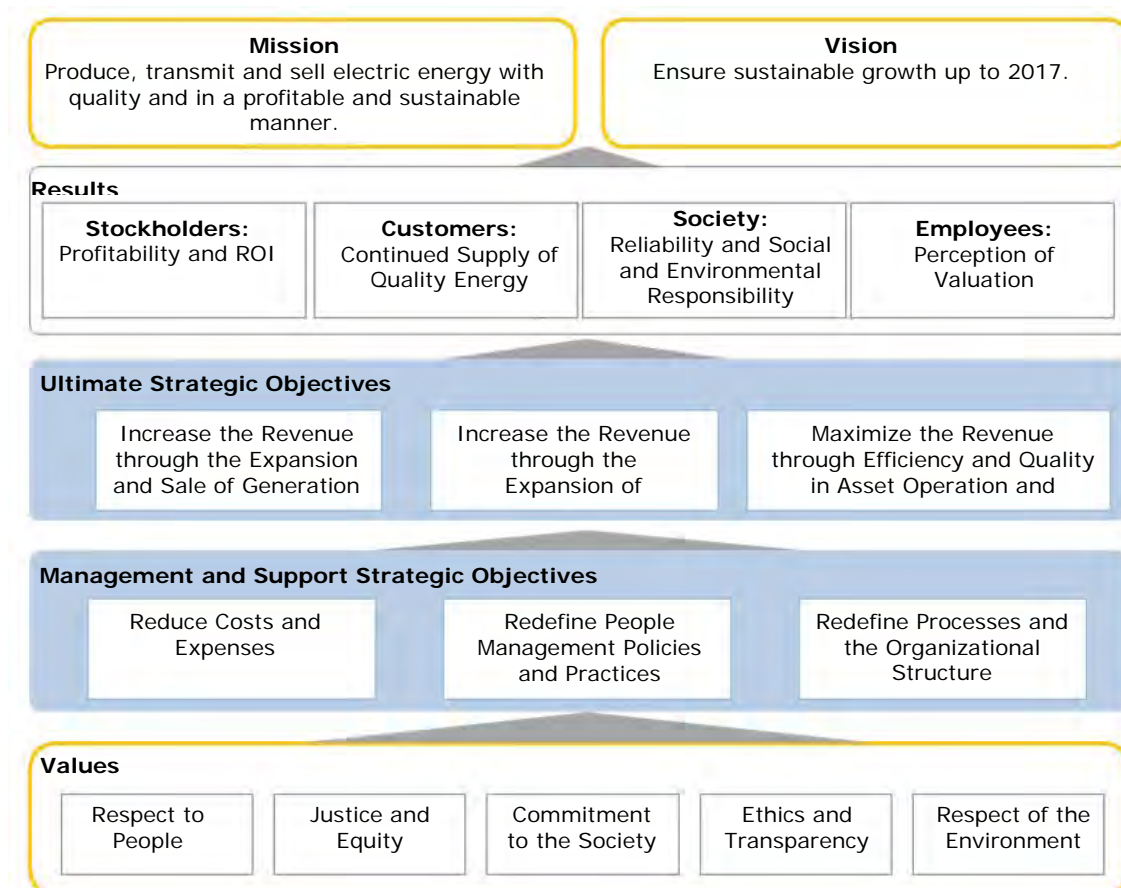 Mission
Produce, transmit and sell electric energy with
quality and in a profitable and sustainable
manner.
Vision
Ensure sustainable growth up to 2017.
Results
Stockholders:
Profitability and ROI
Customers:
Continued Supply of
Quality Energy
Society:
Reliability and Social
and Environmental
Responsibility
Employees:
Perception of
Valuation
Ultimate Strategic Objectives
Increase the Revenue
through the Expansion
and Sale of Generation
Increase the Revenue
through the
Expansion of
Maximize the Revenue
through Efficiency and Quality
in Asset Operation and
Management and Support Strategic Objectives
Reduce Costs and
Expenses
Redefine People
Management Policies
and Practices
Redefine Processes and
the Organizational
Structure
Values
Respect to
People
Justice and
Equity
Commitment
to the Society
Ethics and
Transparency
Respect of the
Environment